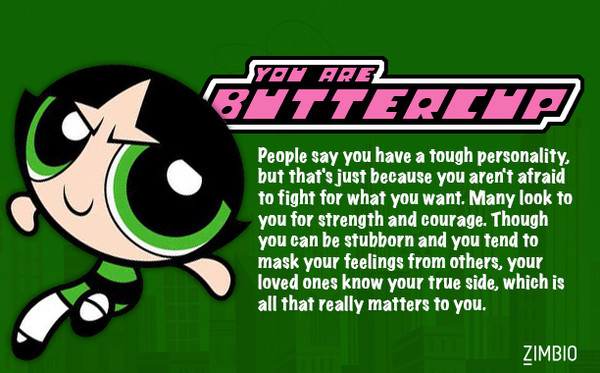 YOU ARE
BUTTERCUP
People say you have a tough personality,
but that's just because you aren't afraid
to fight for what you want. Many look to
you for strength and courage. Though
you can be stubborn and you tend to
mask your feelings from others, your
loved ones know your true side, which is
all that really matters to you.
ZIMBIO